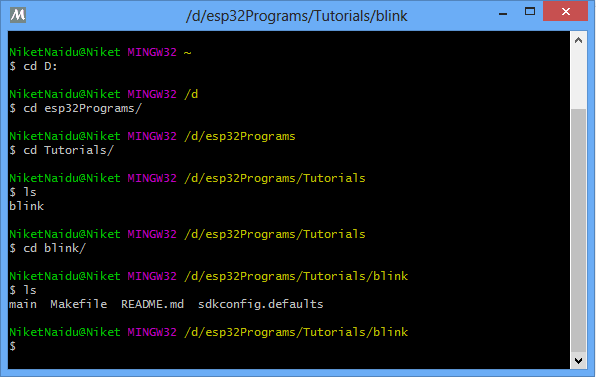 /d/esp32Programs/Tutorials/blink
NiketNaidu@Niket MINGW32 ~
$ cd D:
NiketNaidu@Niket MINGW32 /d
$ cd esp32Programs/
NiketNaidu@Niket MINGW32 /d/esp32Programs
$ cd Tutorials/
NiketNaidu@Niket MINGW32 /d/esp32Programs/Tutorials
$ ls
blink
NiketNaidu@Niket MINGW32 /d/esp32Programs/Tutorials
$ cd blink/
NiketNaidu@Niket MINGW32 /d/esp32Programs/Tutorials/blink
$ ls
main  Makefile  README.md  sdkconfig.defaults
NiketNaidu@Niket MINGW32 /d/esp32Programs/Tutorials/blink
$